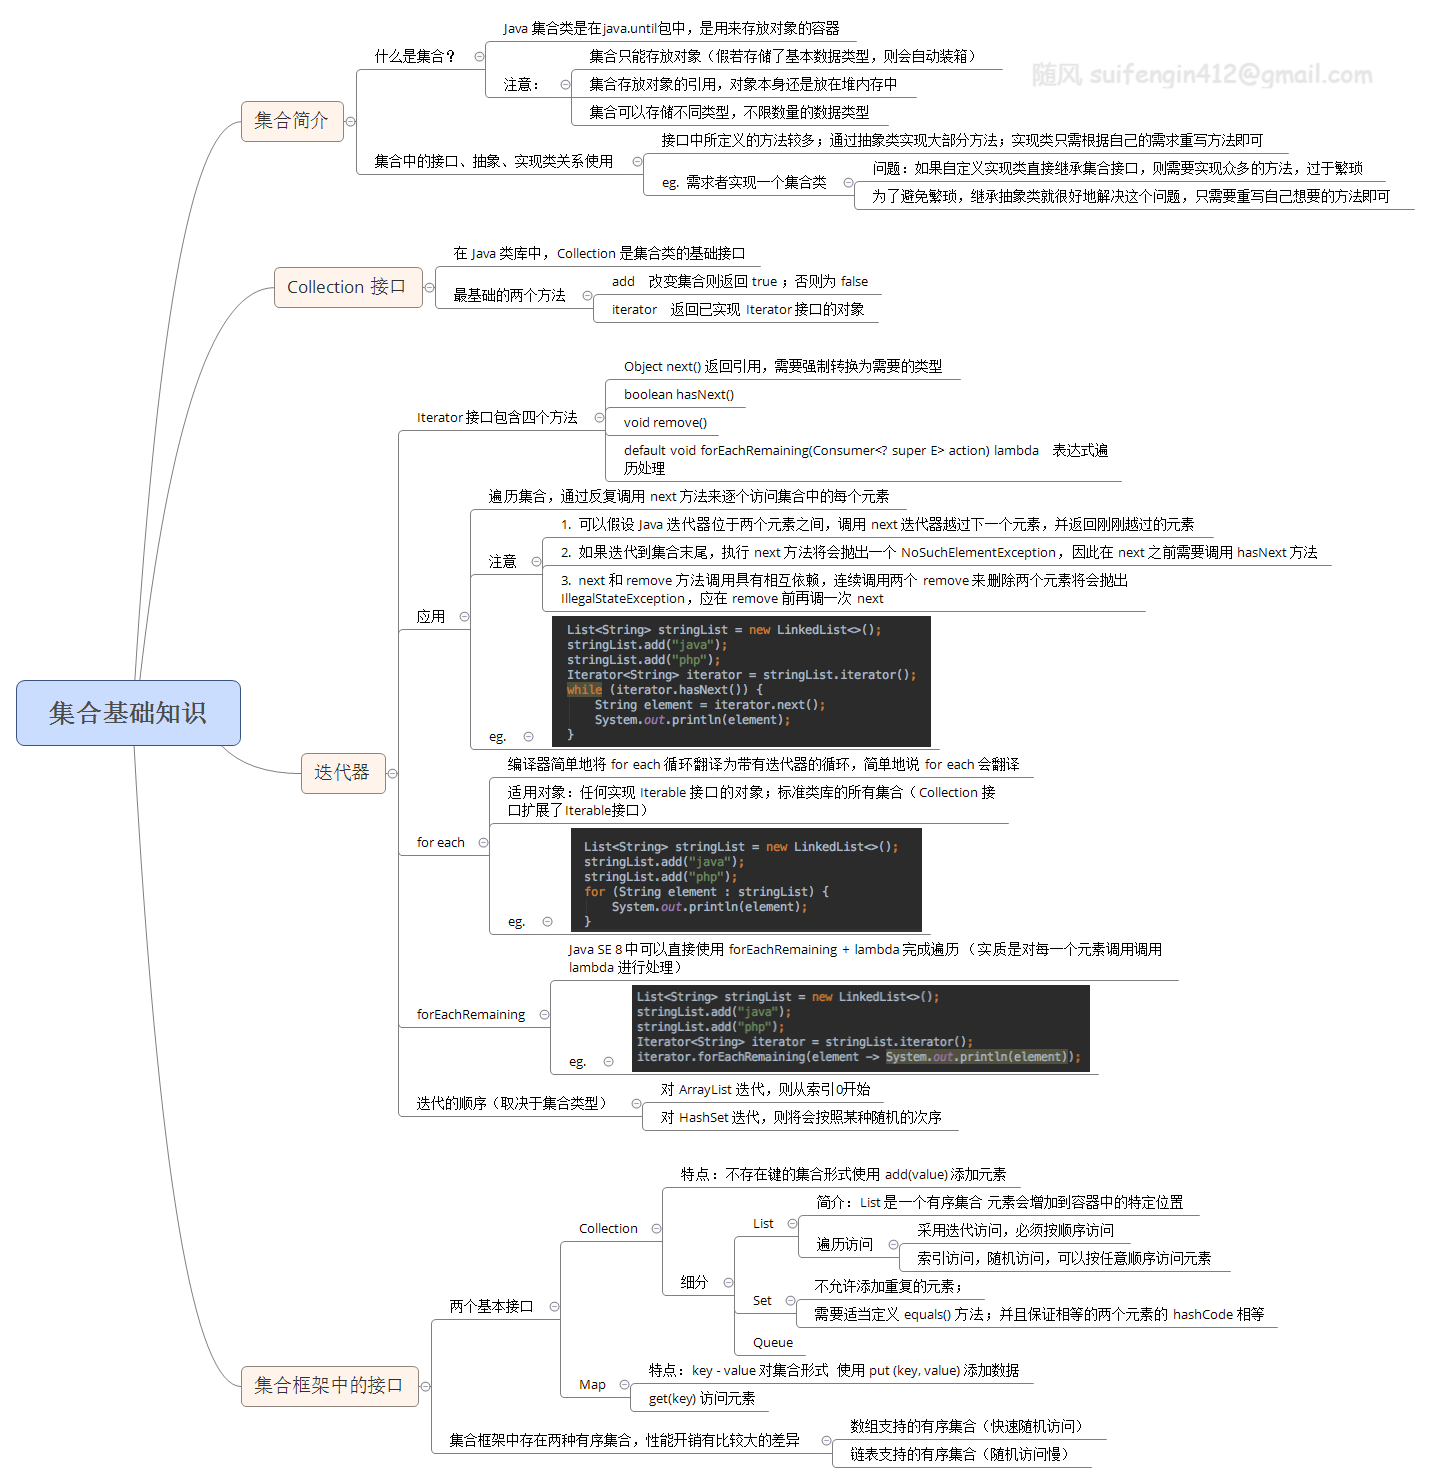 Java 集合类是在java.until包中，是用来存放对象的容器
什么是集合？
集合只能存放对象（假若存储了基本数据类型，则会自动装箱）
随风 suifengin412@gmail.com
注意：
集合存放对象的引用，对象本身还是放在堆内存中
集合可以存储不同类型，不限数量的数据类型
集合简介
接口中所定义的方法较多；通过抽象类实现大部分方法；实现类只需根据自己的需求重写方法即可
集合中的接口、抽象、实现类关系使用
问题：如果自定义实现类直接继承集合接口，则需要实现众多的方法，过于繁琐
eg. 需求者实现一个集合类
为了避免繁琐，继承抽象类就很好地解决这个问题，只需要重写自己想要的方法即可
在 Java 类库中，Collection 是集合类的基础接口
Collection 接口
add 改变集合则返回 true ；否则为 false
最基础的两个方法
iterator 返回已实现 Iterator 接口的对象
Object next() 返回引用，需要强制转换为需要的类型
boolean hasNext()
Iterator 接口包含四个方法
void remove()
default void forEachRemaining(Consumer<? super E> action) lambda 表达式遍
历处理
遍历集合，通过反复调用 next 方法来逐个访问集合中的每个元素
1. 可以假设 Java 迭代器位于两个元素之间，调用 next 迭代器越过下一个元素，并返回刚刚越过的元素
注意
2. 如果迭代到集合末尾，执行 next 方法将会抛出一个 NoSuchElementException，因此在 next 之前需要调用 hasNext 方法
3. next 和 remove 方法调用具有相互依赖，连续调用两个 remove 来删除两个元素将会抛出
IllegalStateException，应在 remove 前再调一次 next
应用
List<String> stringList = new LinkedList<>();
stringList.add("java");
stringList.add("php");
Iterator<String> iterator = stringList.iterator();
while (iterator.hasNext()) {
String element = iterator.next();
System.out.println(element);
}
eg.
集合基础知识
迭代器
编译器简单地将 for each 循环翻译为带有迭代器的循环，简单地说 for each 会翻译
适用对象：任何实现 Iterable 接口的对象；标准类库的所有集合（Collection 接
口扩展了Iterable接口）
for each
List<String> stringList = new LinkedList<>();
stringList.add("java");
stringList.add("php");
for (String element : stringList) {
System.out.println(element);
}
eg.
Java SE 8 中可以直接使用 forEachRemaining + lambda 完成遍历 （实质是对每一个元素调用调用
lambda 进行处理）
forEachRemaining
List<String> stringList = new LinkedList<>();
stringList.add("java");
stringList.add("php");
Iterator<String> iterator = stringList.iterator();
iterator.forEachRemaining(element -> System.out.println(element));
eg.
对 ArrayList 迭代，则从索引0开始
迭代的顺序（取决于集合类型）
对 HashSet 迭代，则将会按照某种随机的次序
特点：不存在键的集合形式使用 add(value) 添加元素
Collection
简介：List 是一个有序集合 元素会增加到容器中的特定位置
List
采用迭代访问，必须按顺序访问
遍历访问
索引访问，随机访问，可以按任意顺序访问元素
细分
不允许添加重复的元素；
Set
需要适当定义 equals() 方法；并且保证相等的两个元素的 hashCode 相等
Queue
两个基本接口
特点：key - value 对集合形式 使用 put (key, value) 添加数据
Map
get(key) 访问元素
集合框架中的接口
数组支持的有序集合（快速随机访问）
集合框架中存在两种有序集合，性能开销有比较大的差异
链表支持的有序集合（随机访问慢）